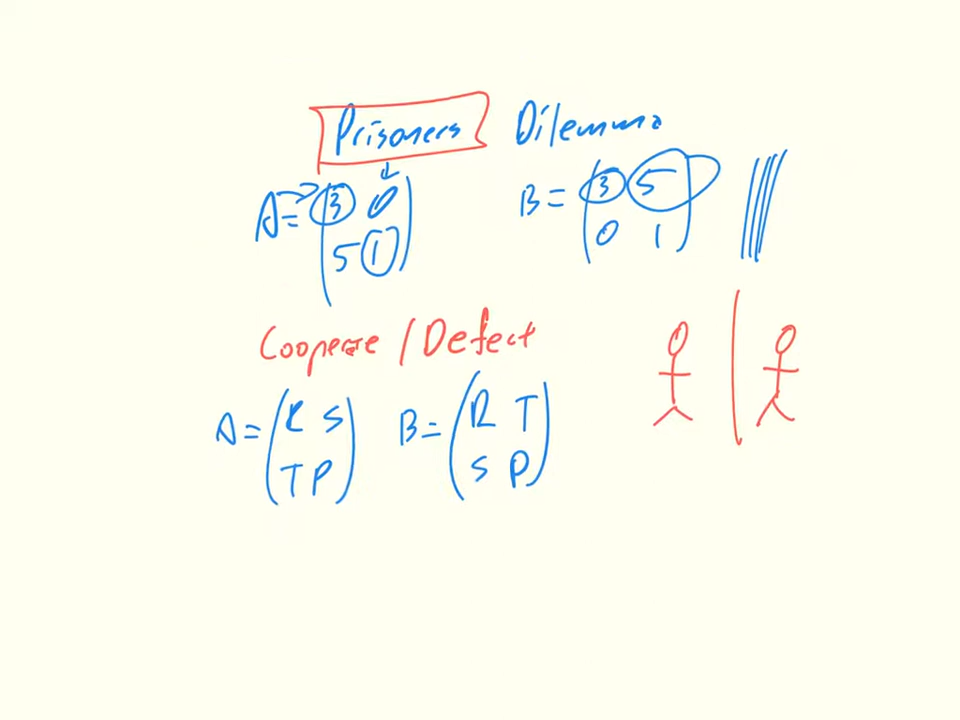 Prisoners Dilemma
A = (3 0 B = (3 5
5 1) 0 1)
Cooperate / Defect
A = (R S B = (R T
T P) S P)